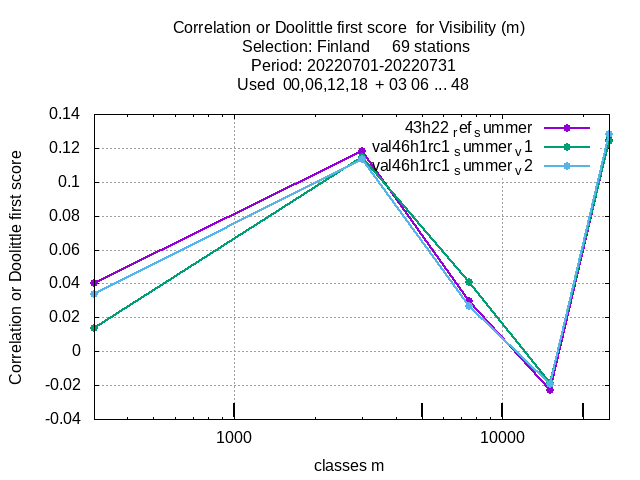 Correlation or Doolittle first score  for Visibility (m)
Selection: Finland     69 stations
Period: 20220701-20220731
Used  00,06,12,18  + 03 06 ... 48
Correlation or Doolittle first score
0.14
0.12
0.1
0.08
0.06
0.04
0.02
0
-0.02
-0.04
43h22 ref summer
val46h1rc1 summer v1
val46h1rc1 summer v2
1000
10000
classes m